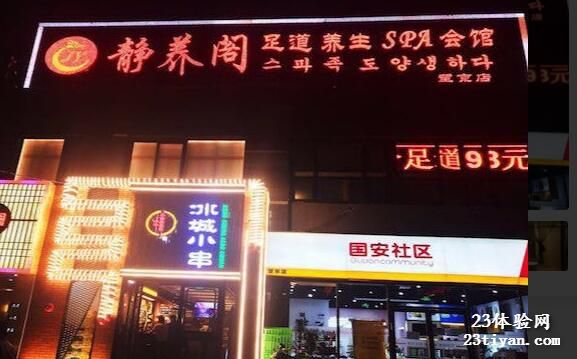 静养阁 足道养生SPA会馆
스파족도양생하다
望京店
足道98元
冰城小串
国安社区
Guoancommunity
23体验网
23tiyan.com